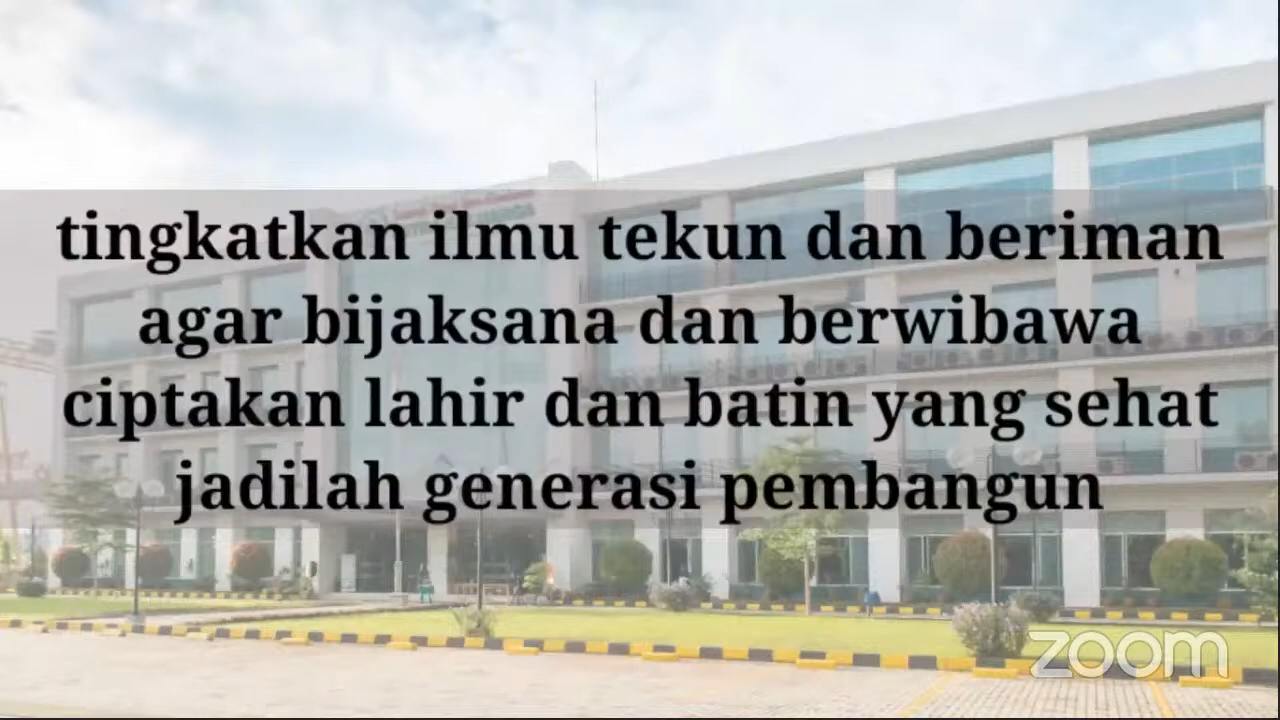 tingkatkan ilmu tekun dan beriman
agar bijaksana dan berwibawa
ciptakan lahir dan batin yang sehat
jadilah generasi pembangun
zoom